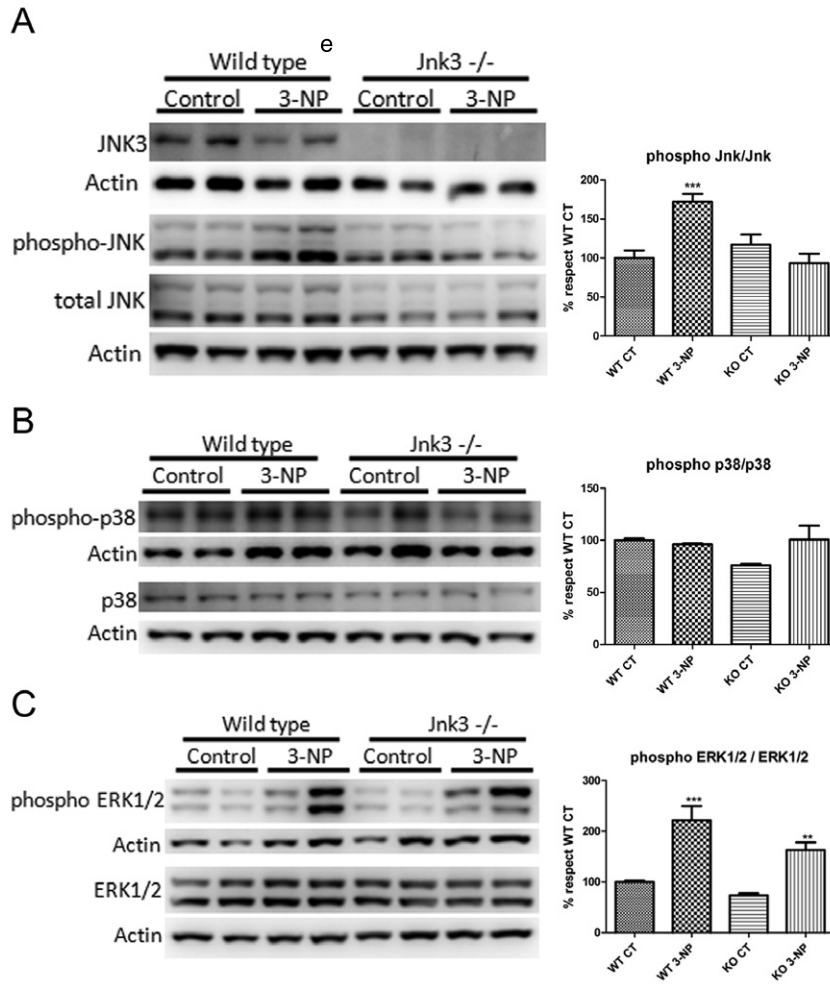 A
Wild type e Jnk3 -/-
Control 3-NP Control 3-NP
JNK3
Actin
phospho-JNK
total JNK
Actin
phospho Jnk/Jnk
% respect WT CT
200
150
100
50
0
***
WT CT
WT 3-NP
KO CT
KO 3-NP
B
Wild type Jnk3 -/-
Control 3-NP Control 3-NP
phospho-p38
Actin
p38
Actin
phospho p38/p38
% respect WT CT
150
100
50
0
WT CT
WT 3-NP
KO CT
KO 3-NP
C
Wild type Jnk3 -/-
Control 3-NP Control 3-NP
phospho ERK1/2
Actin
ERK1/2
Actin
phospho ERK1/2 / ERK1/2
% respect WT CT
300
200
100
0
***
**
WT CT
WT 3-NP
KO CT
KO 3-NP